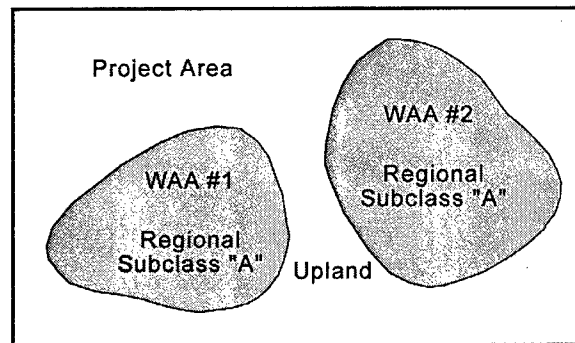 Project Area
WAA #2
Regional
Subclass "A"
WAA #1
Regional
Subclass "A"
Upland